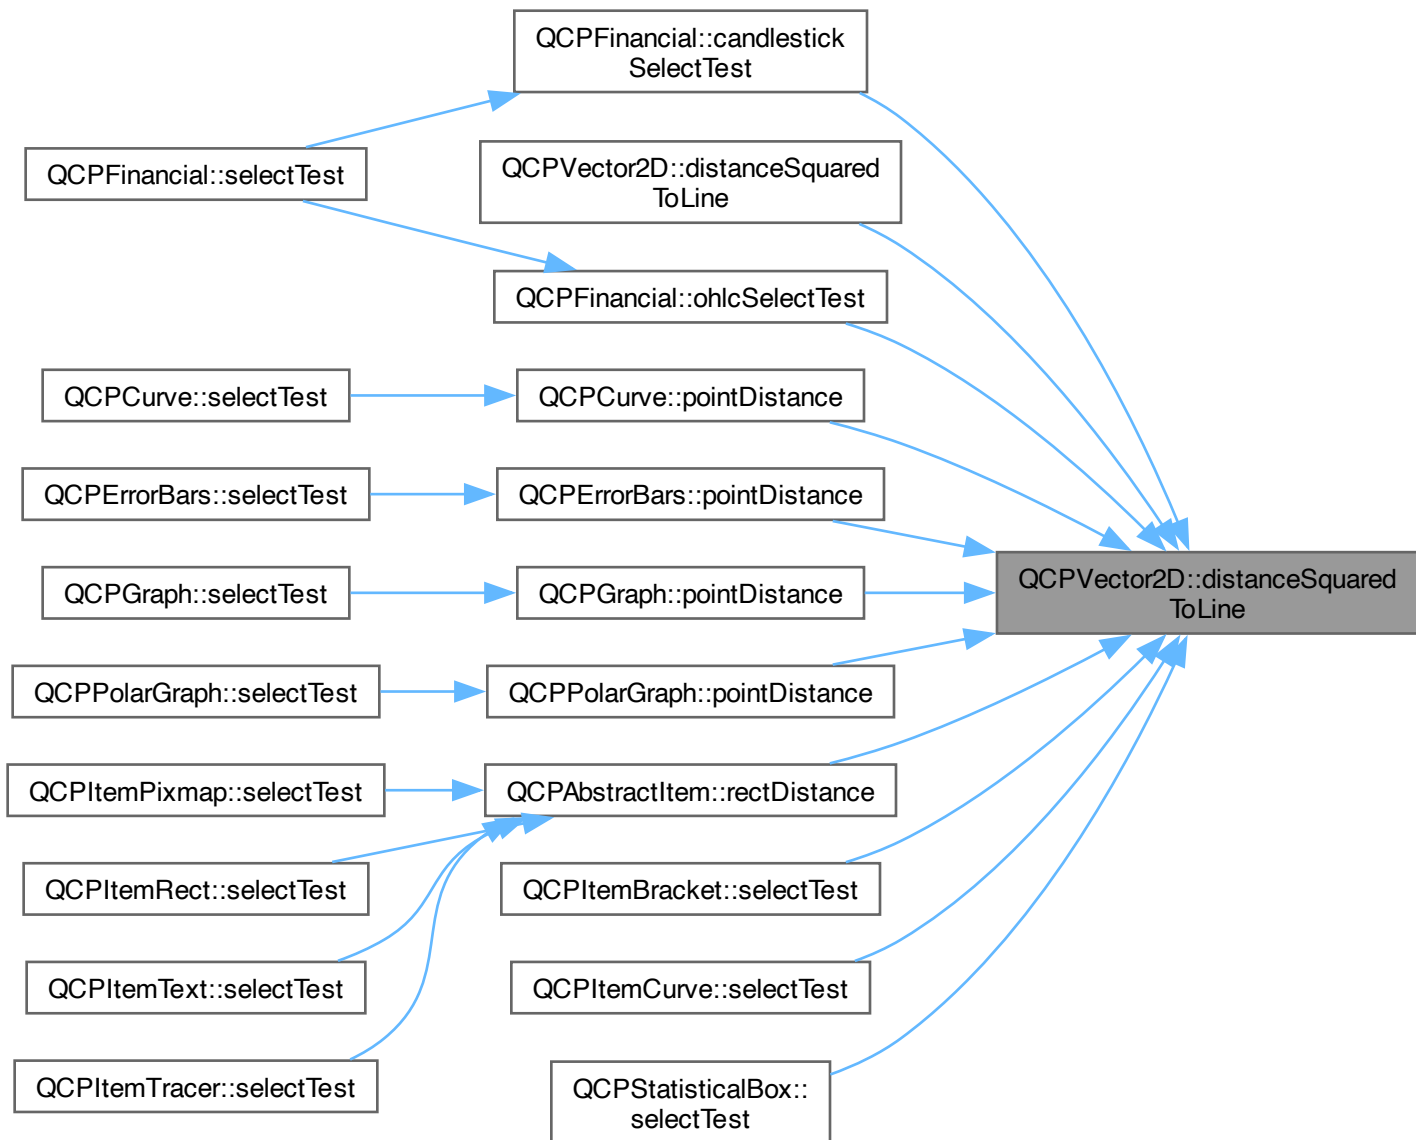 QCPFinancial::candlestick
SelectTest
QCPVector2D::distanceSquared
ToLine
QCPFinancial::selectTest
QCPFinancial::ohlcSelectTest
QCPCurve::selectTest
QCPCurve::pointDistance
QCPErrorBars::selectTest
QCPErrorBars::pointDistance
QCPVector2D::distanceSquared
ToLine
QCPGraph::selectTest
QCPGraph::pointDistance
QCPPolarGraph::selectTest
QCPPolarGraph::pointDistance
QCPItemPixmap::selectTest
QCPAbstractItem::rectDistance
QCPItemRect::selectTest
QCPItemBracket::selectTest
QCPItemText::selectTest
QCPItemCurve::selectTest
QCPItemTracer::selectTest
QCPStatisticalBox::
selectTest